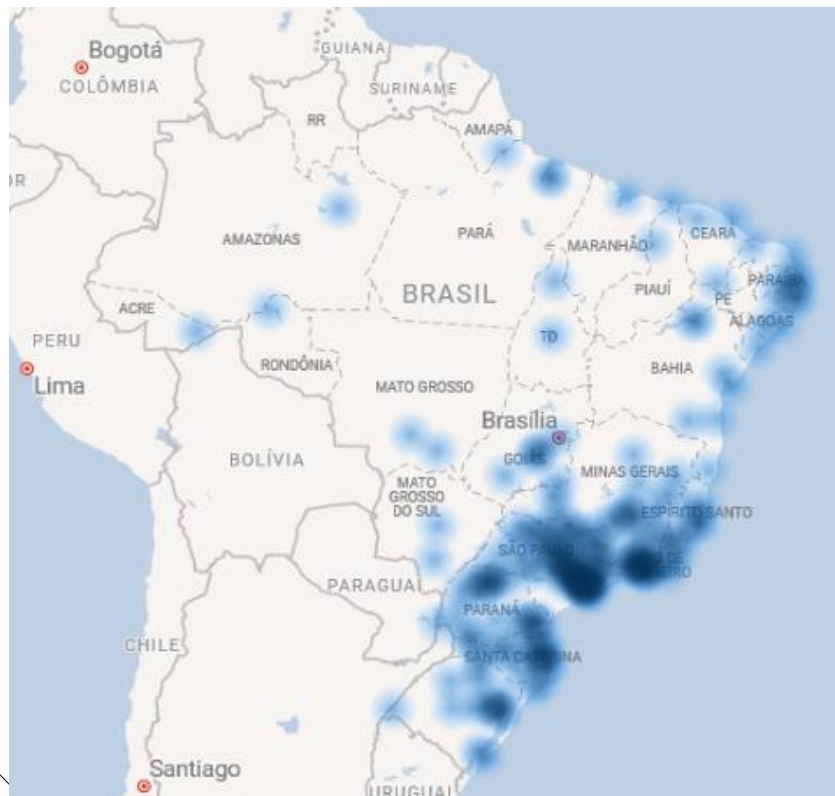 GUIANA
Bogotá
COLÔMBIA
SURINAME
RR
AMAPÁ
OR
AMAZONAS
PARÁ
MARANHÃO
CEARÁ
BRASIL
PIAUÍ
PE
PARAÍBA
ACRE
TO
ALAGOAS
PERU
RONDÔNIA
BAHIA
Lima
MATO GROSSO
Brasília
BOLÍVIA
GOIÁS
MINAS GERAIS
MATO
GROSSO
DO SUL
ESPÍRITO SANTO
SÃO PAULO
PARAGUAI
PARANÁ
CHILE
SANTA CATARINA
Santiago
URUGUAI